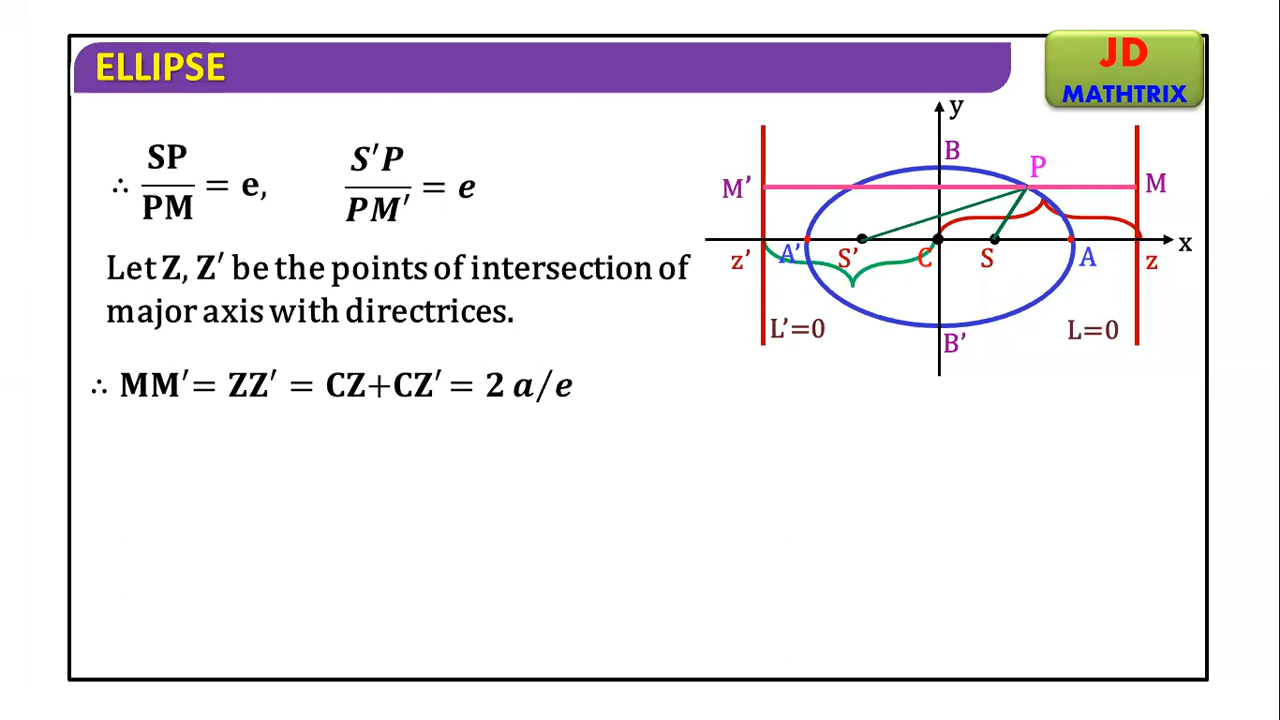 ELLIPSE
JD
MATHTRIX
∴ SP/PM = e, S′P/PM′ = e
Let Z, Z′ be the points of intersection of
major axis with directrices.
∴ MM′= ZZ′ = CZ+CZ′ = 2 a/e
y
B
P
M'
M
x
z'
A'
S'
C
S
A
z
L'=0
L=0
B'